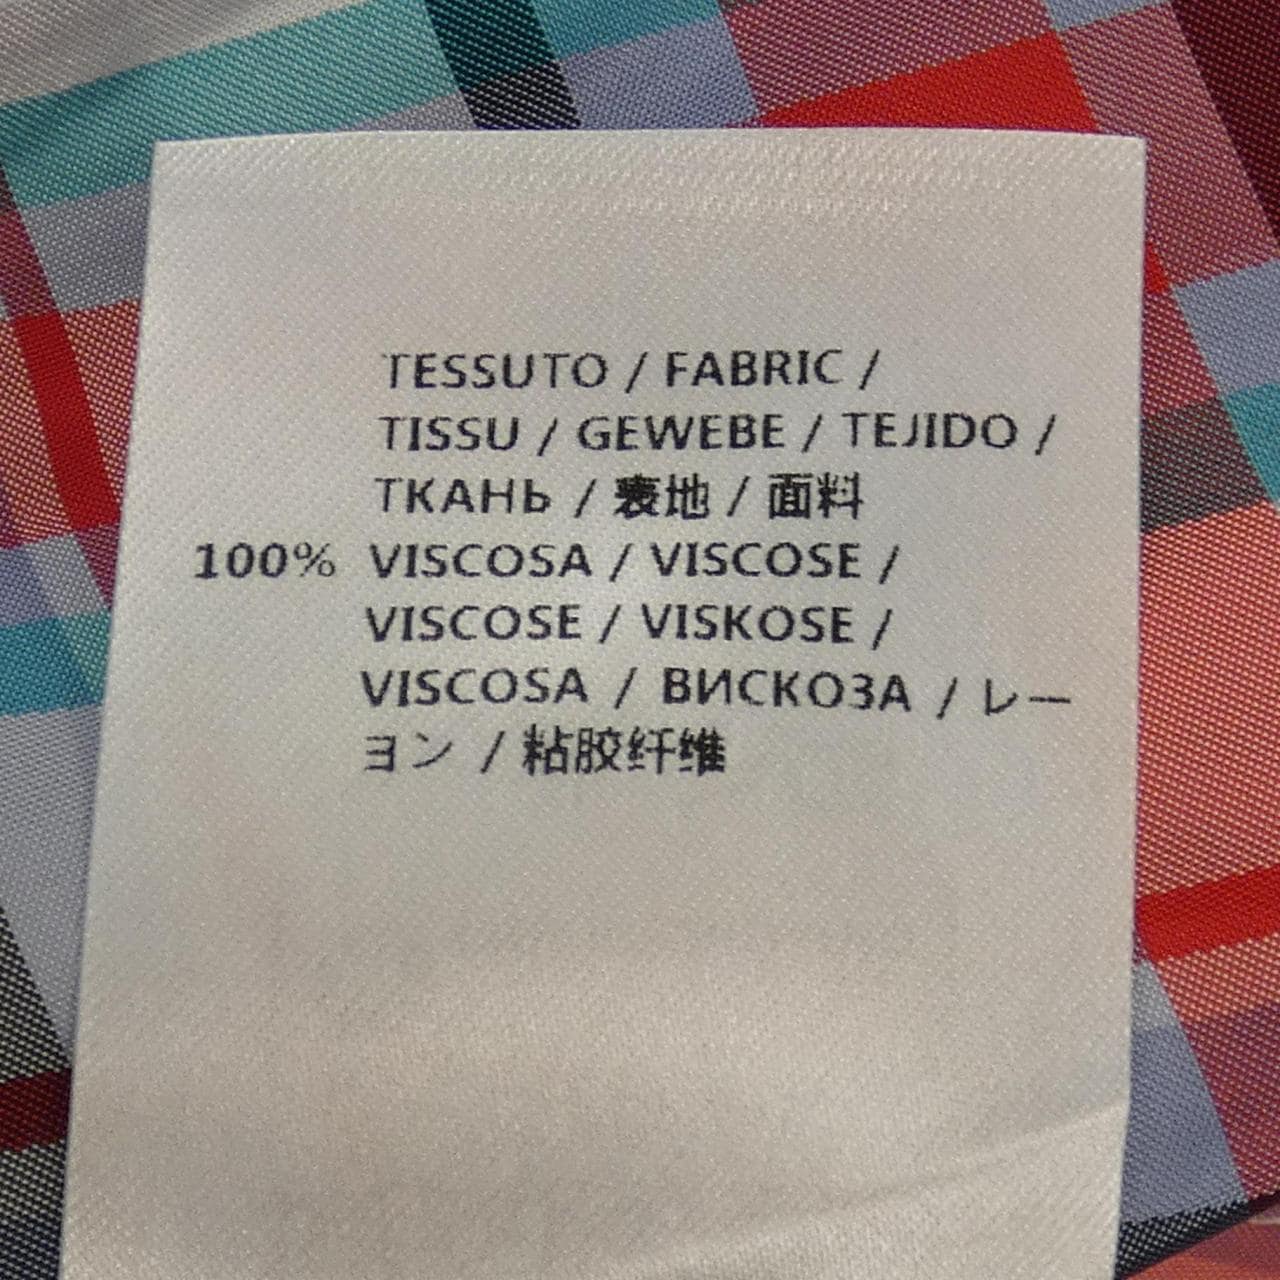 TESSUTO / FABRIC /
TISSU / GEWEBE / TEJIDO /
ТКАНЬ / 表地 / 面料
100% VISCOSA / VISCOSE /
VISCOSE / VISKOSE /
VISCOSA / ВИСКОЗА / レー
ヨン / 粘胶纤维